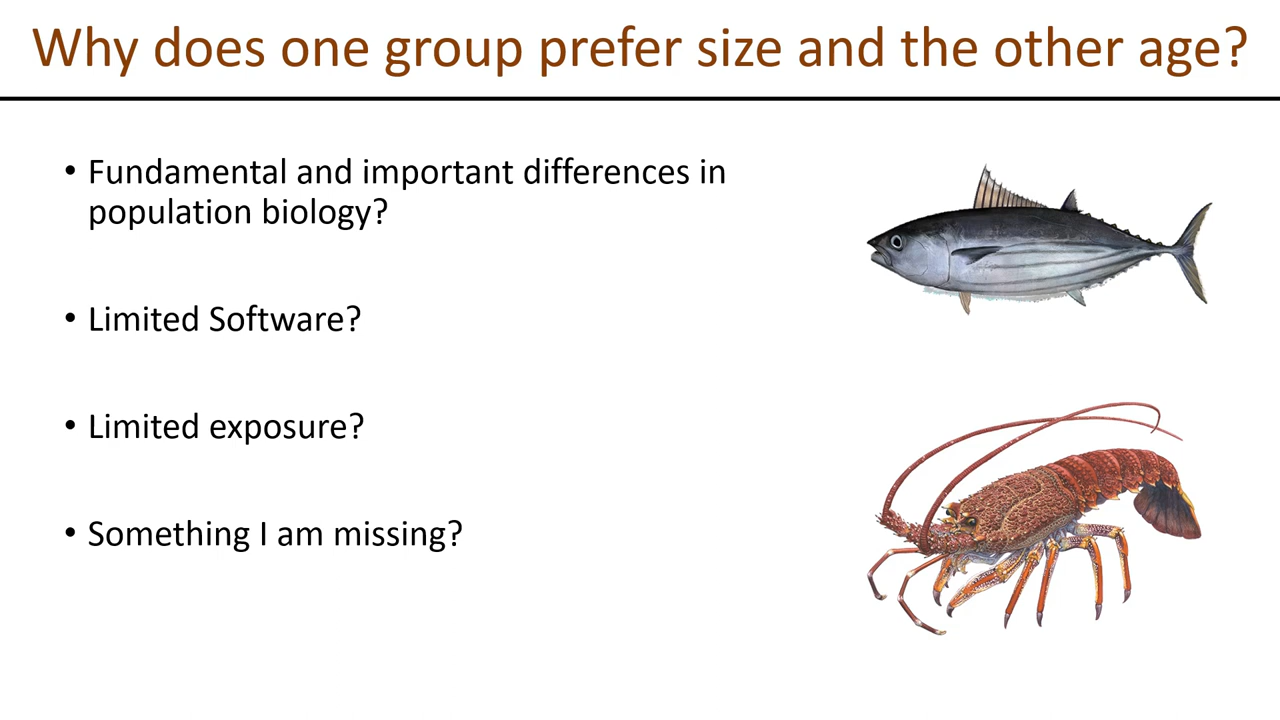 Why does one group prefer size and the other age?
• Fundamental and important differences in
population biology?
• Limited Software?
• Limited exposure?
• Something I am missing?